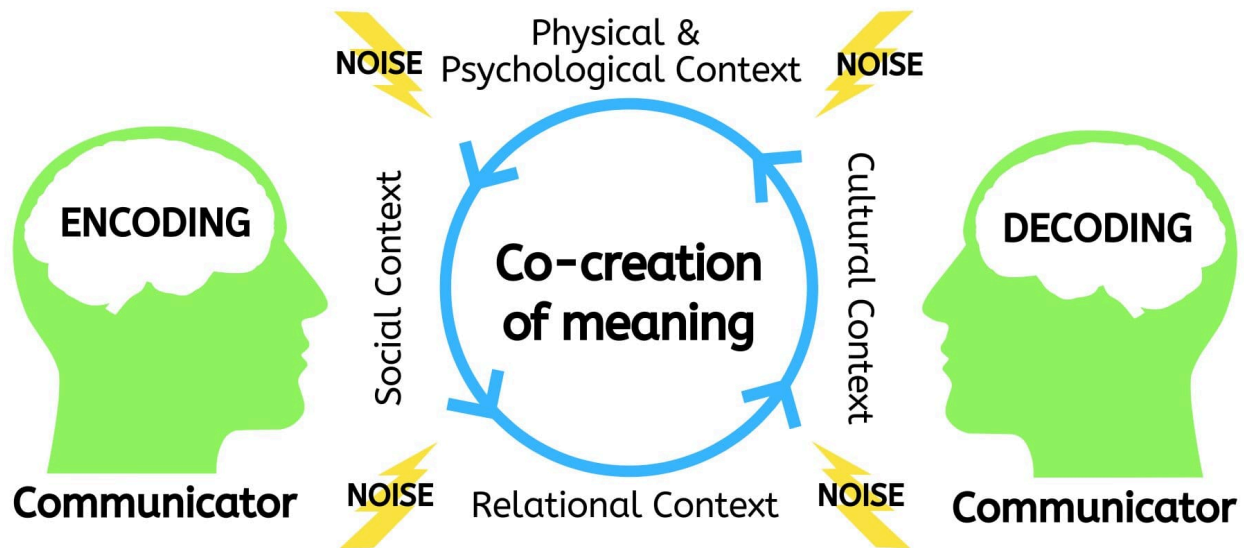 NOISE
Physical &
Psychological Context
NOISE
ENCODING
Social Context
Co-creation
of meaning
Cultural Context
DECODING
Communicator
NOISE
Relational Context
NOISE
Communicator